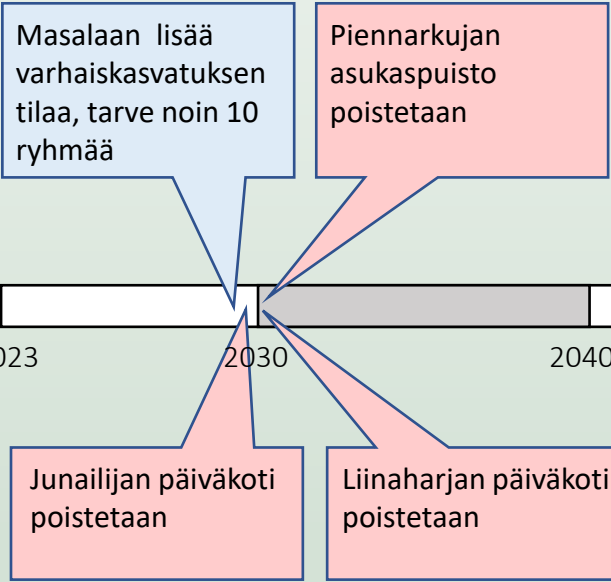 Masalaan lisää
varhaiskasvatuksen
tilaa, tarve noin 10
ryhmää
Piennarkujan
asukaspuisto
poistetaan
023
2030
2040
Junailijan päiväkoti
poistetaan
Liinaharjan päiväkoti
poistetaan